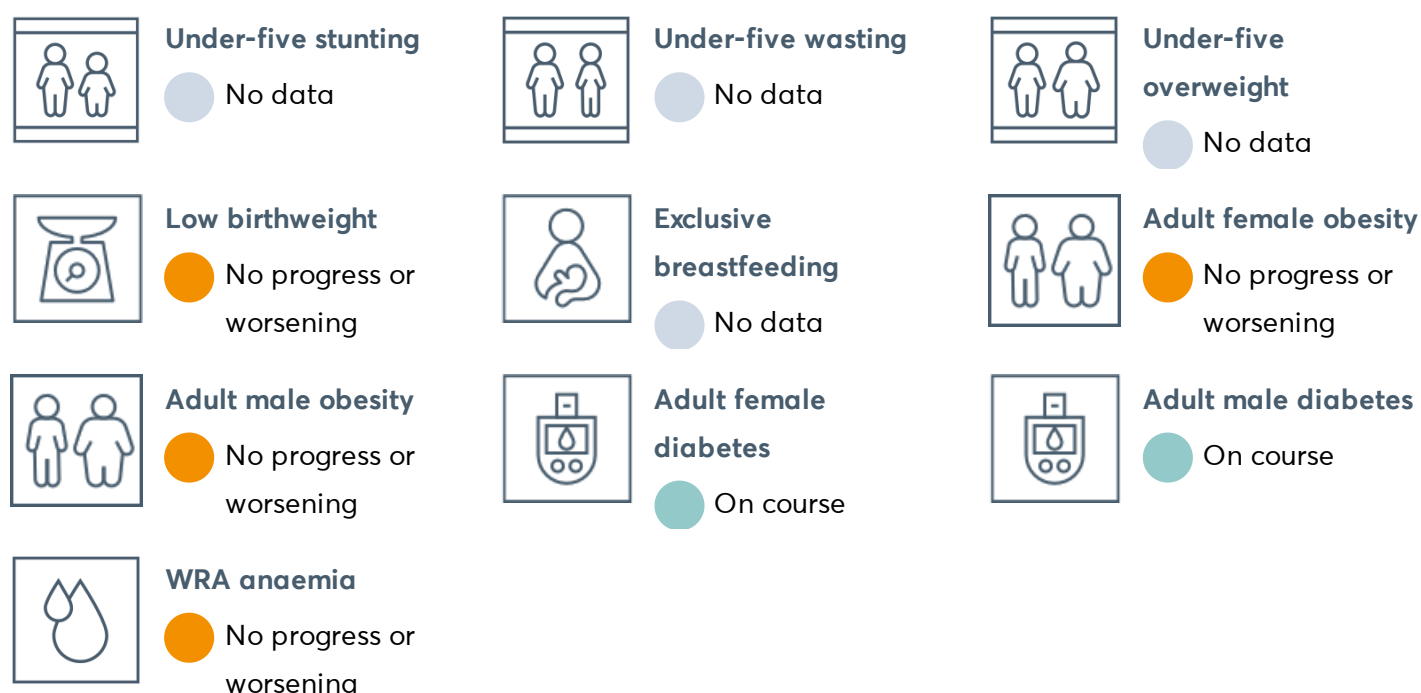 Under-five stunting
No data
Under-five wasting
No data
Under-five
overweight
No data
Low birthweight
No progress or
worsening
Exclusive
breastfeeding
No data
Adult female obesity
No progress or
worsening
Adult male obesity
No progress or
worsening
Adult female
diabetes
On course
Adult male diabetes
On course
WRA anaemia
No progress or
worsening